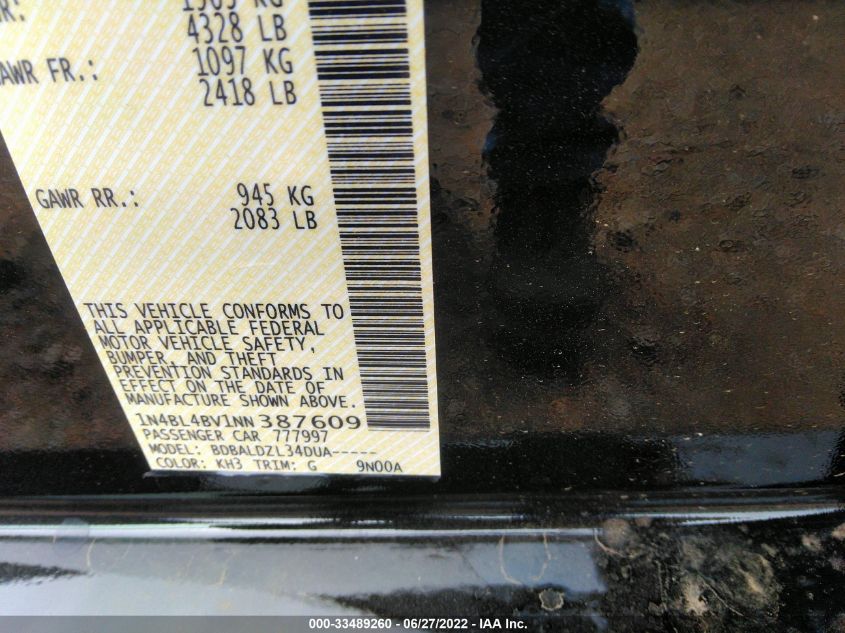 4328 LB
GAWR FR.: 1097 KG
2418 LB
GAWR RR.: 945 KG
2083 LB
THIS VEHICLE CONFORMS TO
ALL APPLICABLE FEDERAL
MOTOR VEHICLE SAFETY,
BUMPER, AND THEFT
PREVENTION STANDARDS IN
EFFECT ON THE DATE OF
MANUFACTURE SHOWN ABOVE.
1N4BL4BV1NN387609
PASSENGER CAR 777997
MODEL: BDBALDZL34DUA-----
COLOR: KH3 TRIM: G 9N00A
000-33489260 - 06/27/2022 - IAA Inc.